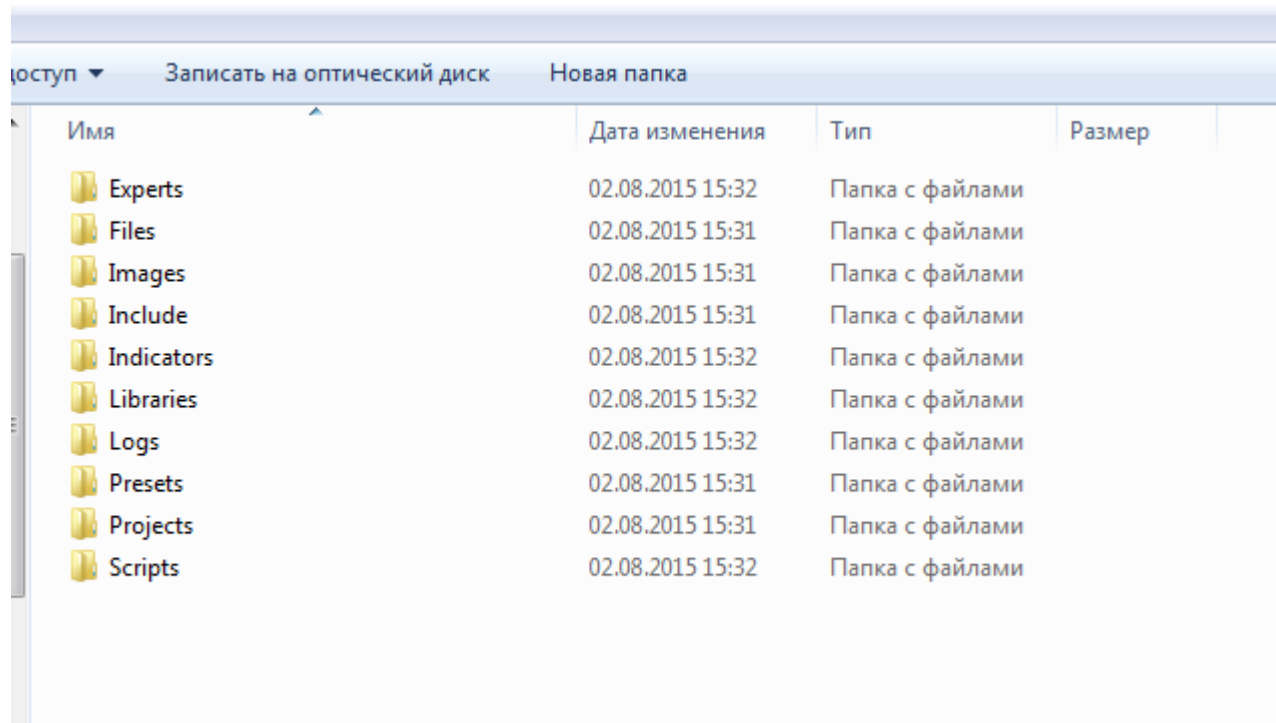 доступ Записать на оптический диск Новая папка
Имя Дата изменения Тип Размер
Experts 02.08.2015 15:32 Папка с файлами
Files 02.08.2015 15:31 Папка с файлами
Images 02.08.2015 15:31 Папка с файлами
Include 02.08.2015 15:31 Папка с файлами
Indicators 02.08.2015 15:32 Папка с файлами
Libraries 02.08.2015 15:32 Папка с файлами
Logs 02.08.2015 15:32 Папка с файлами
Presets 02.08.2015 15:31 Папка с файлами
Projects 02.08.2015 15:31 Папка с файлами
Scripts 02.08.2015 15:32 Папка с файлами